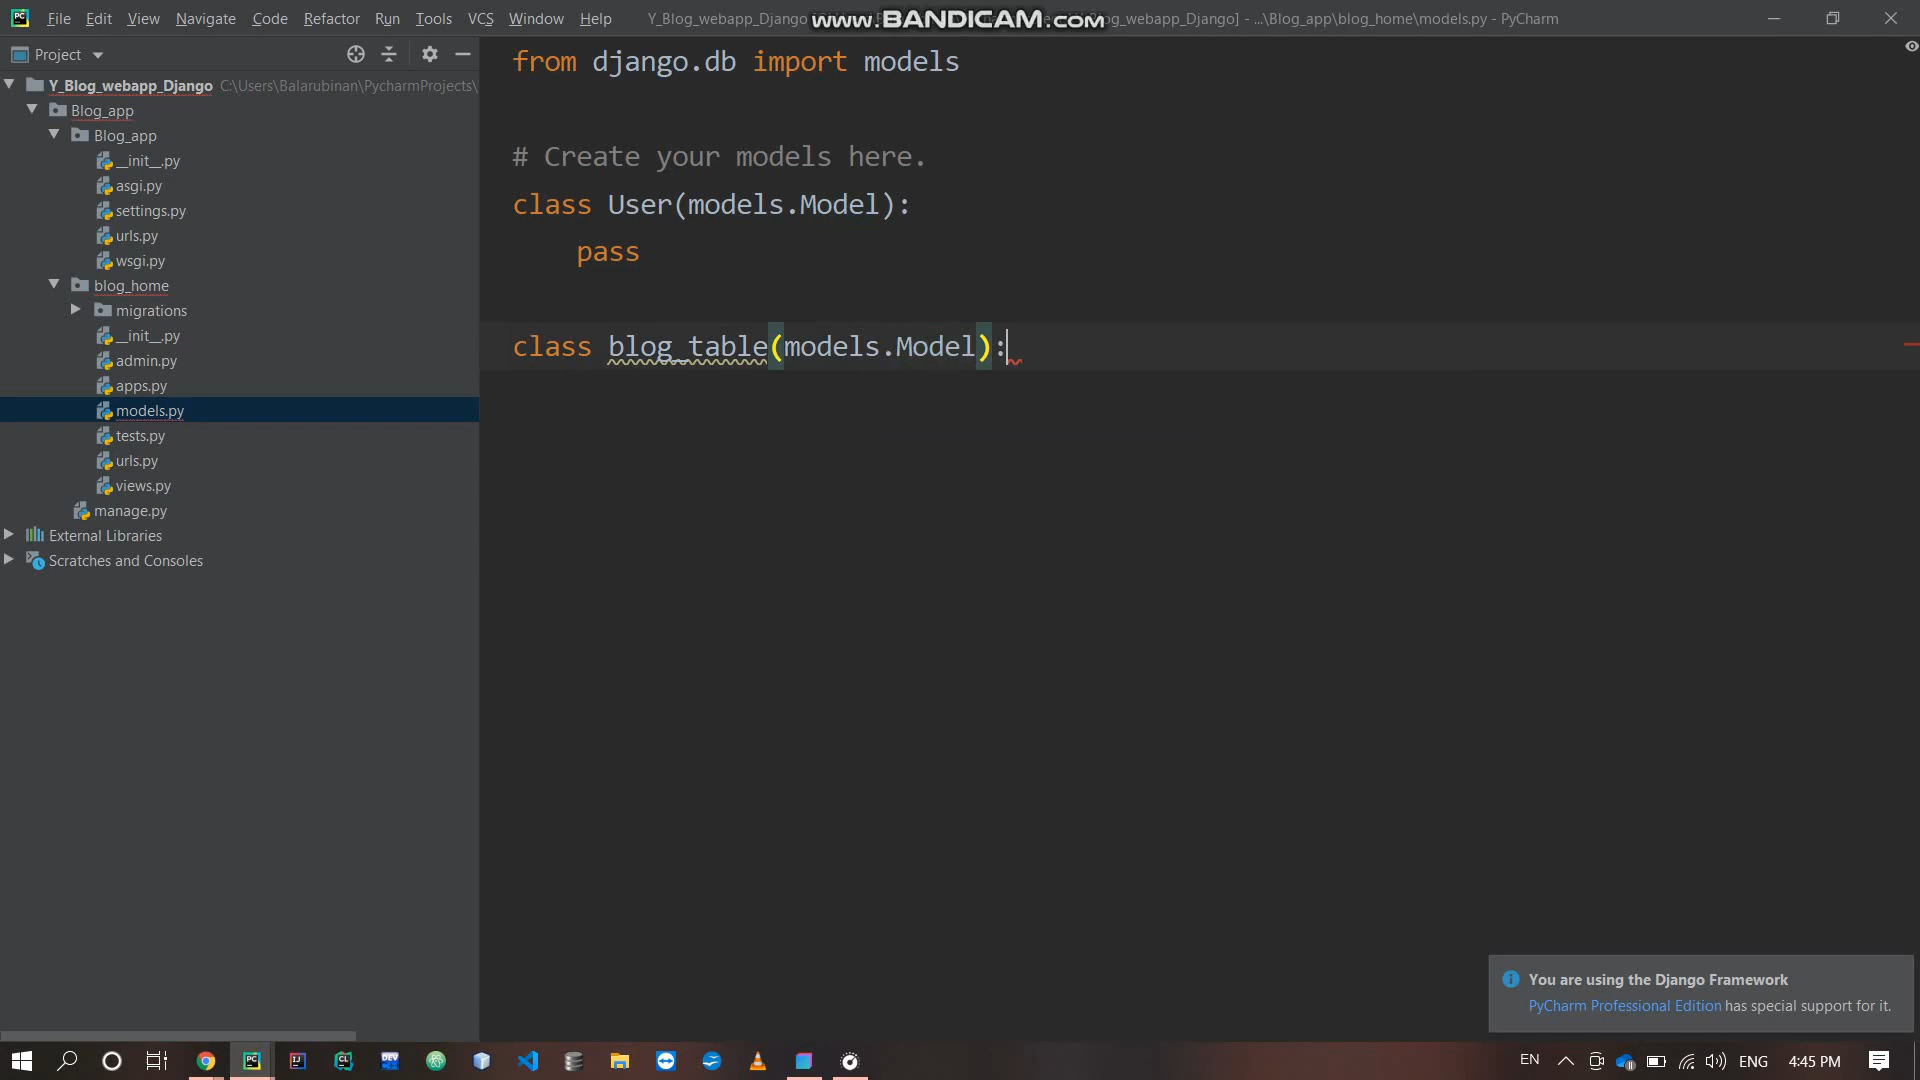 File Edit View Navigate Code Refactor Run Tools VCS Window Help Y_Blog_webapp_Django www.BANDICAM.com _webapp_Django] - ...\Blog_app\blog_home\models.py - PyCharm
Project
Y_Blog_webapp_Django C:\Users\Balarubinan\PycharmProjects\
Blog_app
Blog_app
__init__.py
asgi.py
settings.py
urls.py
wsgi.py
blog_home
migrations
__init__.py
admin.py
apps.py
models.py
tests.py
urls.py
views.py
manage.py
External Libraries
Scratches and Consoles
from django.db import models
# Create your models here.
class User(models.Model):
pass
class blog_table(models.Model):
You are using the Django Framework
PyCharm Professional Edition has special support for it.
EN ENG 4:45 PM